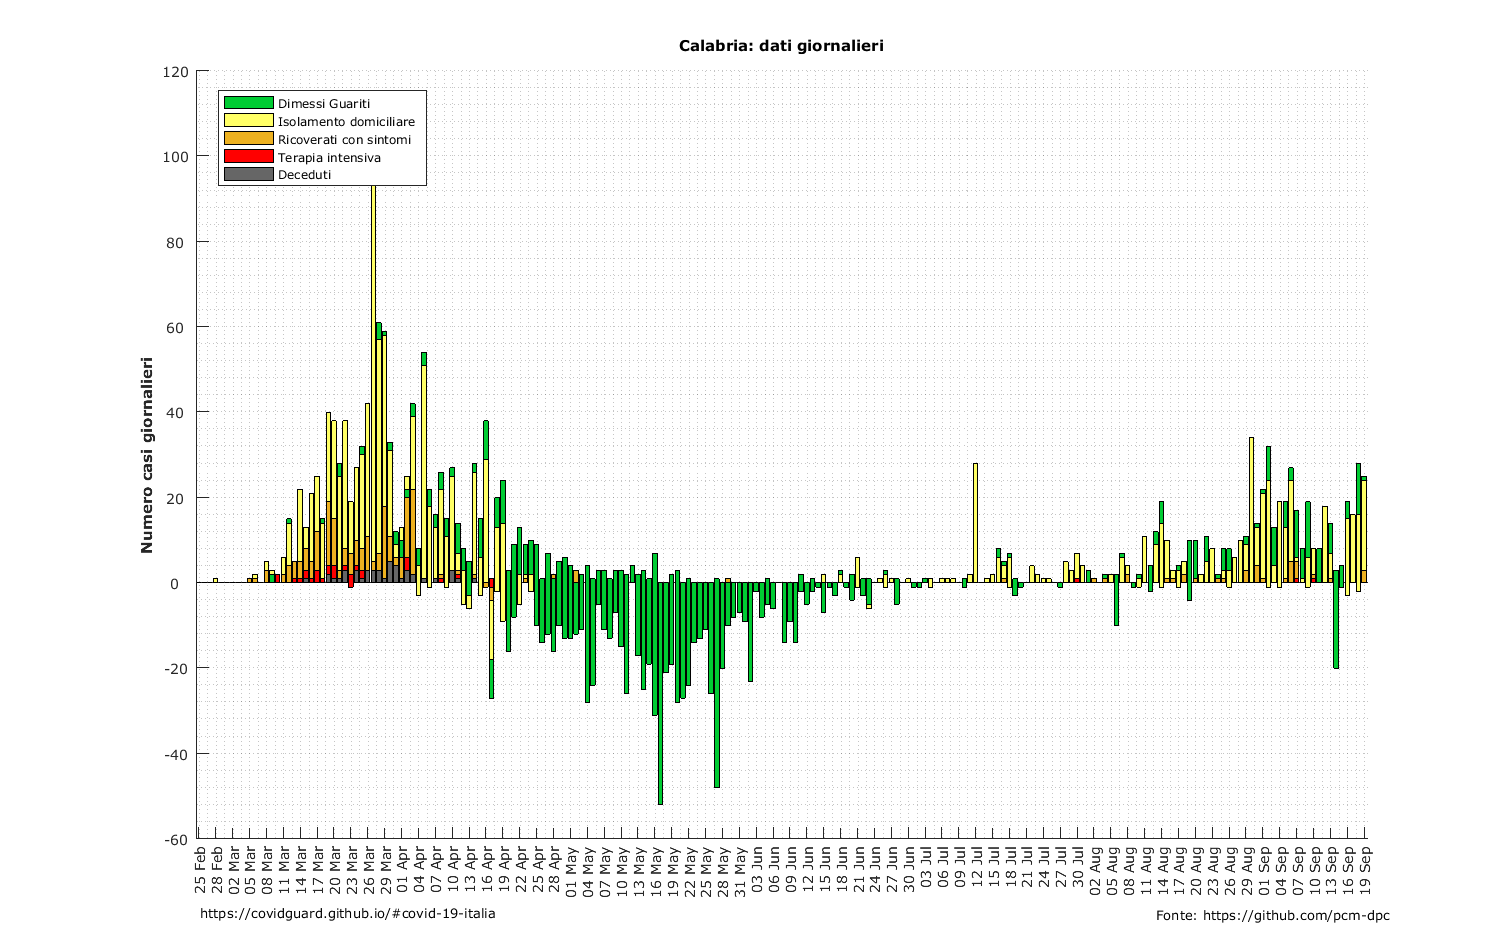 Calabria: dati giornalieri
Numero casi giornalieri
120
100
80
60
40
20
0
-20
-40
-60
Dimessi Guariti
Isolamento domiciliare
Ricoverati con sintomi
Terapia intensiva
Deceduti
25 Feb
28 Feb
02 Mar
05 Mar
08 Mar
11 Mar
14 Mar
17 Mar
20 Mar
23 Mar
26 Mar
29 Mar
01 Apr
04 Apr
07 Apr
10 Apr
13 Apr
16 Apr
19 Apr
22 Apr
25 Apr
28 Apr
01 May
04 May
07 May
10 May
13 May
16 May
19 May
22 May
25 May
28 May
31 May
03 Jun
06 Jun
09 Jun
12 Jun
15 Jun
18 Jun
21 Jun
24 Jun
27 Jun
30 Jun
03 Jul
06 Jul
09 Jul
12 Jul
15 Jul
18 Jul
21 Jul
24 Jul
27 Jul
30 Jul
02 Aug
05 Aug
08 Aug
11 Aug
14 Aug
17 Aug
20 Aug
23 Aug
26 Aug
29 Aug
01 Sep
04 Sep
07 Sep
10 Sep
13 Sep
16 Sep
19 Sep
https://covidguard.github.io/#covid-19-italia
Fonte: https://github.com/pcm-dpc